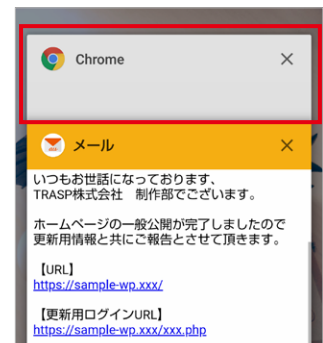 Chrome
メール
いつもお世話になっております、
TRASP株式会社　制作部でございます。
ホームページの一般公開が完了しましたので
更新用情報と共にご報告とさせて頂きます。
【URL】
https://sample-wp.xxx/
【更新用ログインURL】
https://sample-wp.xxx/xxx.php